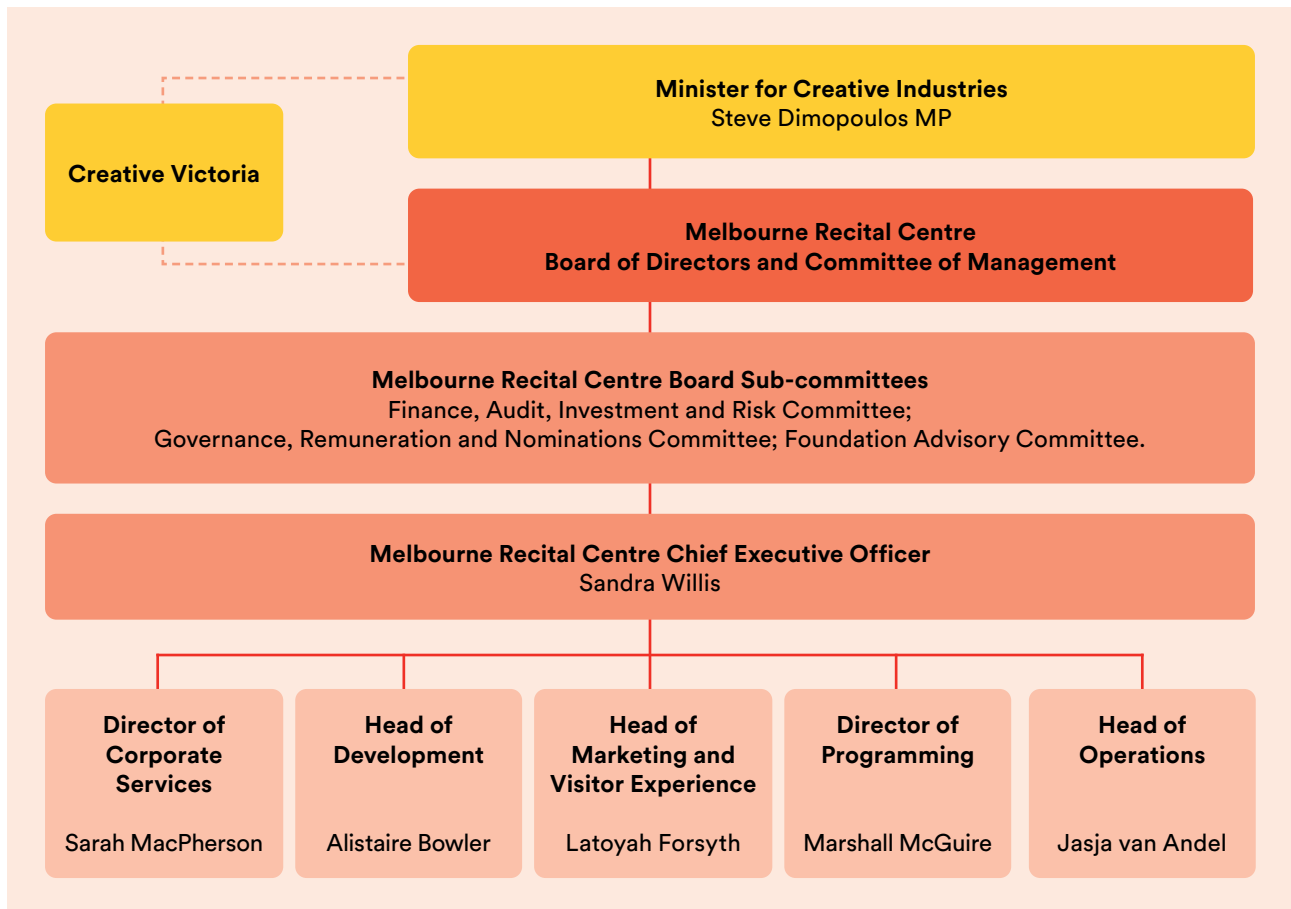 Minister for Creative Industries
Steve Dimopoulos MP
Creative Victoria
Melbourne Recital Centre
Board of Directors and Committee of Management
Melbourne Recital Centre Board Sub-committees
Finance, Audit, Investment and Risk Committee;
Governance, Remuneration and Nominations Committee; Foundation Advisory Committee.
Melbourne Recital Centre Chief Executive Officer
Sandra Willis
Director of
Corporate
Services
Sarah MacPherson
Head of
Development
Alistaire Bowler
Head of
Marketing and
Visitor Experience
Latoyah Forsyth
Director of
Programming
Marshall McGuire
Head of
Operations
Jasja van Andel